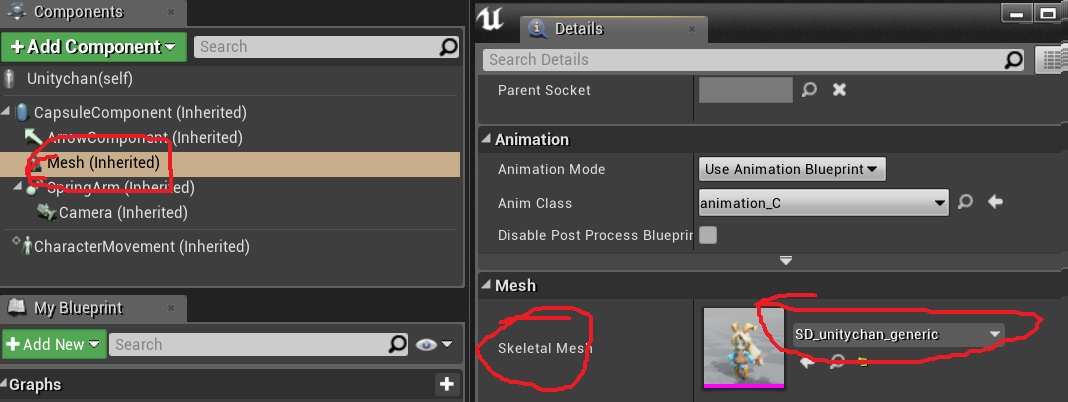 Components
+Add Component
Search
Unitychan(self)
CapsuleComponent (Inherited)
ArrowComponent (Inherited)
Mesh (Inherited)
SpringArm (Inherited)
Camera (Inherited)
CharacterMovement (Inherited)
My Blueprint
+Add New
Search
Graphs
Details
Search Details
Parent Socket
Animation
Animation Mode
Use Animation Blueprint
Anim Class
animation_C
Disable Post Process Blueprin
Mesh
Skeletal Mesh
SD_unitychan_generic